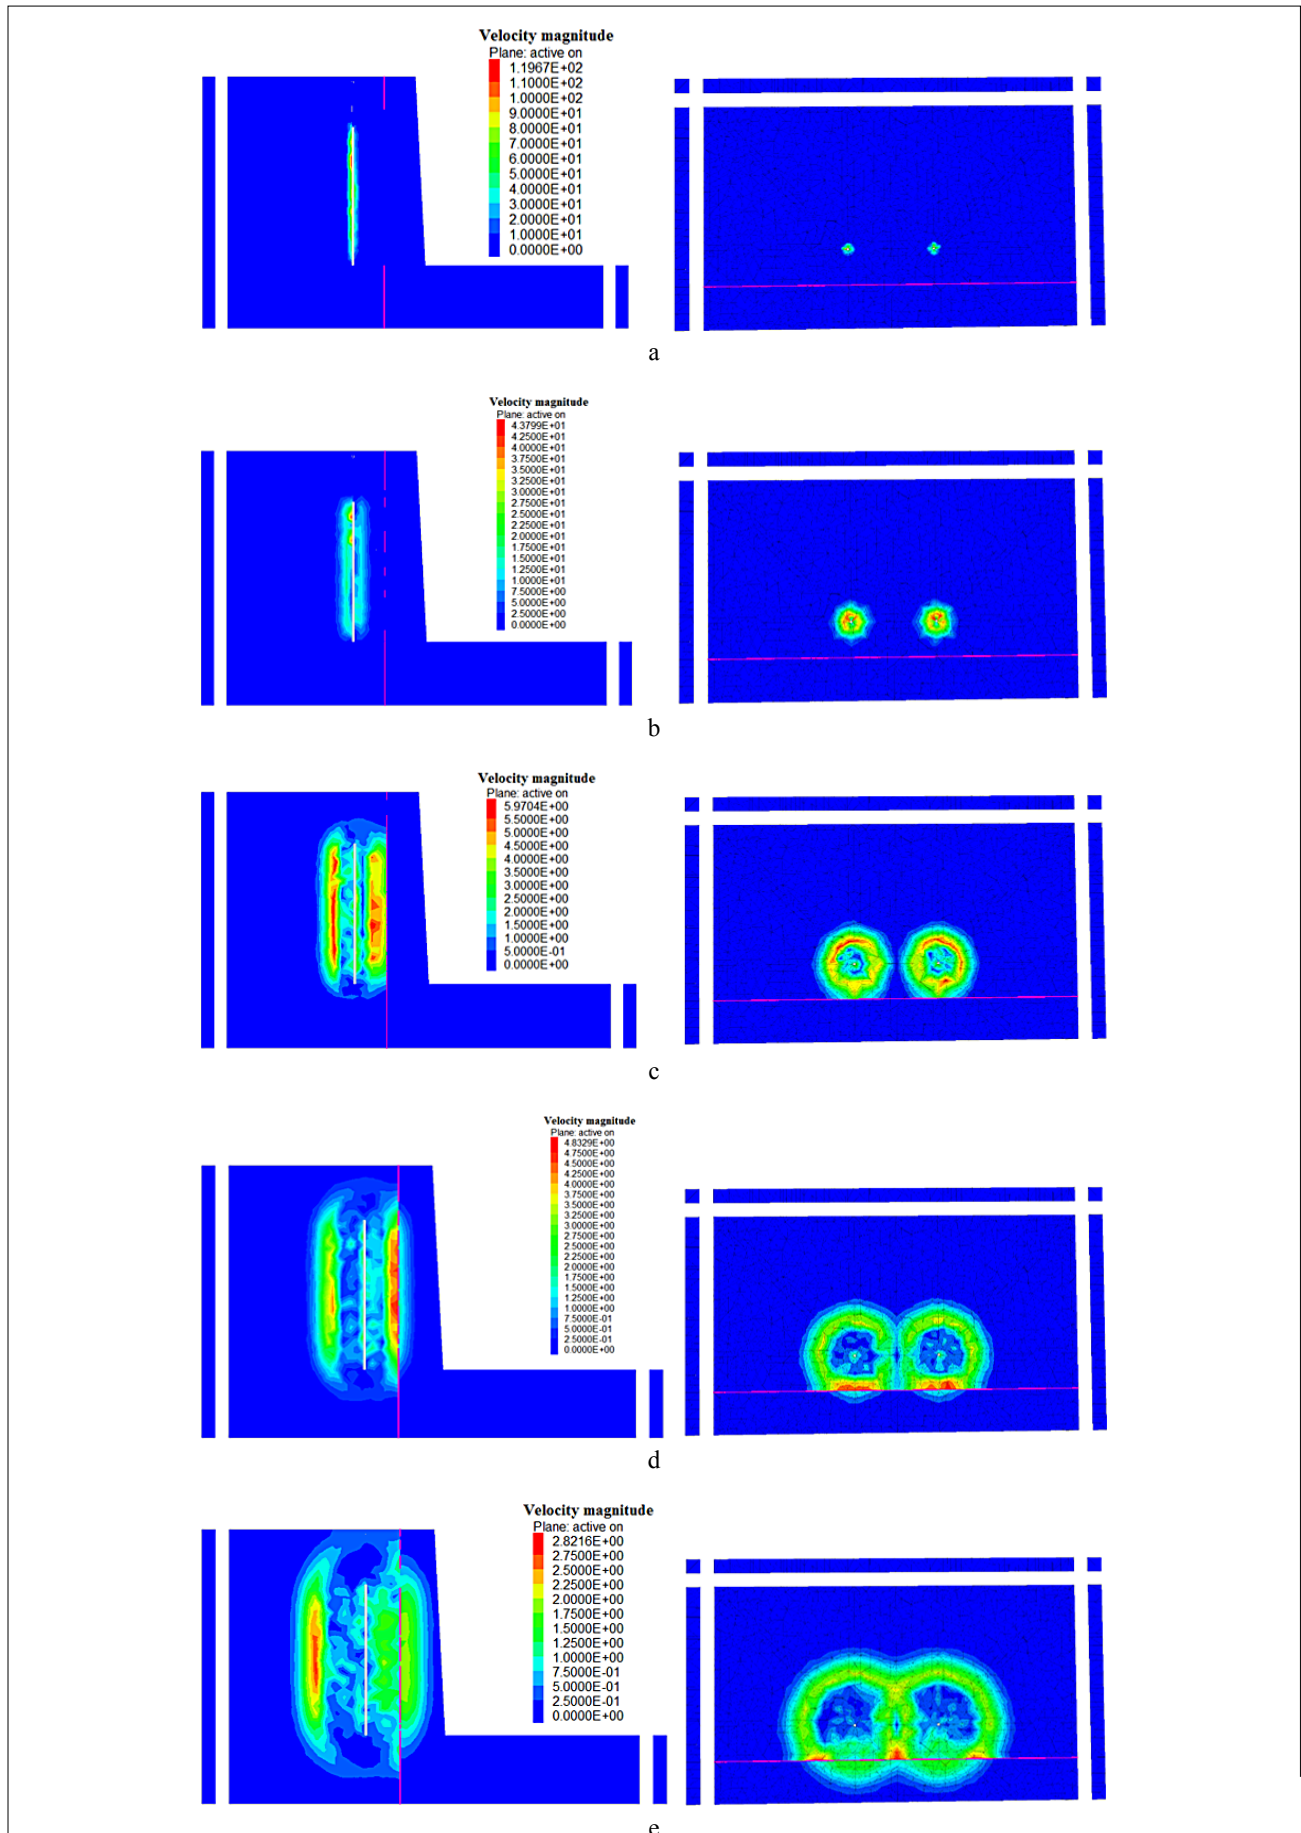 Velocity magnitude
Plane: active on
1.1967E+02
1.1000E+02
1.0000E+02
9.0000E+01
8.0000E+01
7.0000E+01
6.0000E+01
5.0000E+01
4.0000E+01
3.0000E+01
2.0000E+01
1.0000E+01
0.0000E+00
a
Velocity magnitude
Plane: active on
4.3799E+01
4.2500E+01
4.0000E+01
3.7500E+01
3.5000E+01
3.2500E+01
3.0000E+01
2.7500E+01
2.5000E+01
2.2500E+01
2.0000E+01
1.7500E+01
1.5000E+01
1.2500E+01
1.0000E+01
7.5000E+00
5.0000E+00
2.5000E+00
0.0000E+00
b
Velocity magnitude
Plane: active on
5.9704E+00
5.5000E+00
5.0000E+00
4.5000E+00
4.0000E+00
3.5000E+00
3.0000E+00
2.5000E+00
2.0000E+00
1.5000E+00
1.0000E+00
5.0000E-01
0.0000E+00
c
Velocity magnitude
Plane: active on
4.8329E+00
4.7500E+00
4.5000E+00
4.2500E+00
4.0000E+00
3.7500E+00
3.5000E+00
3.2500E+00
3.0000E+00
2.7500E+00
2.5000E+00
2.2500E+00
2.0000E+00
1.7500E+00
1.5000E+00
1.2500E+00
1.0000E+00
7.5000E-01
5.0000E-01
2.5000E-01
0.0000E+00
d
Velocity magnitude
Plane: active on
2.8216E+00
2.7500E+00
2.5000E+00
2.2500E+00
2.0000E+00
1.7500E+00
1.5000E+00
1.2500E+00
1.0000E+00
7.5000E-01
5.0000E-01
2.5000E-01
0.0000E+00
e